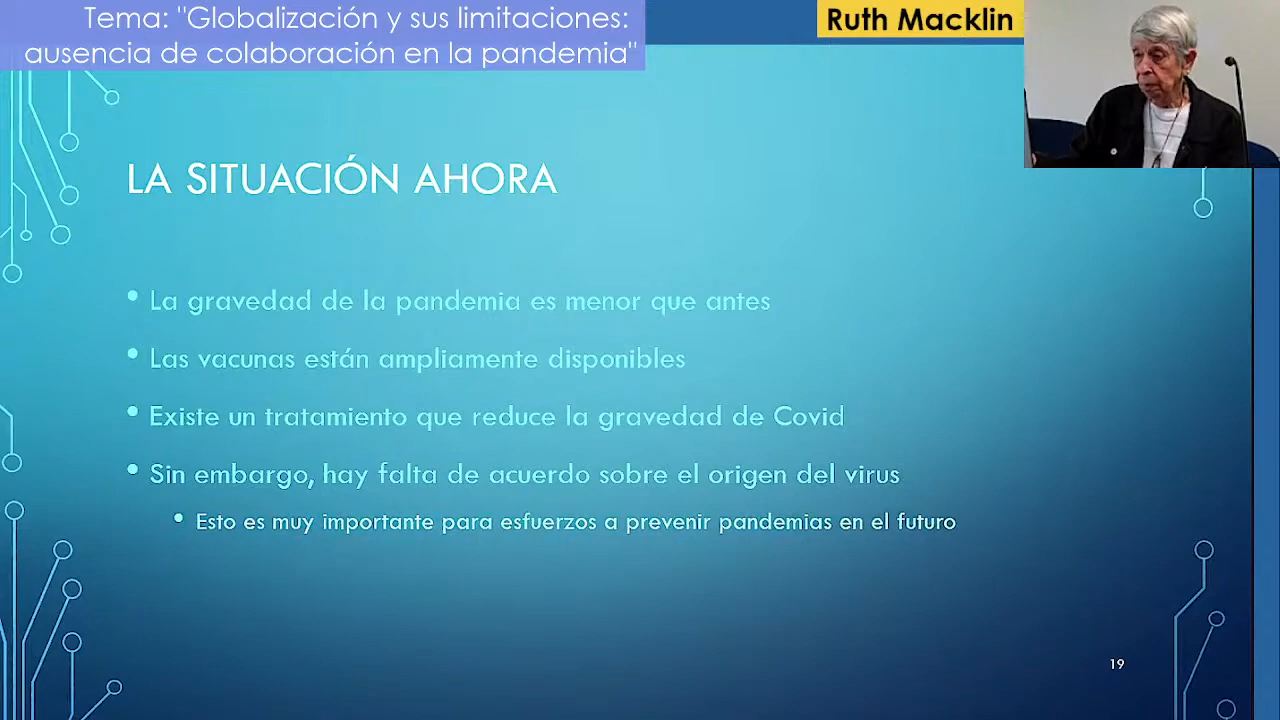 Tema: "Globalización y sus limitaciones:
ausencia de colaboración en la pandemia"
Ruth Macklin
LA SITUACIÓN AHORA
• La gravedad de la pandemia es menor que antes
• Las vacunas están ampliamente disponibles
• Existe un tratamiento que reduce la gravedad de Covid
• Sin embargo, hay falta de acuerdo sobre el origen del virus
• Esto es muy importante para esfuerzos a prevenir pandemias en el futuro
19